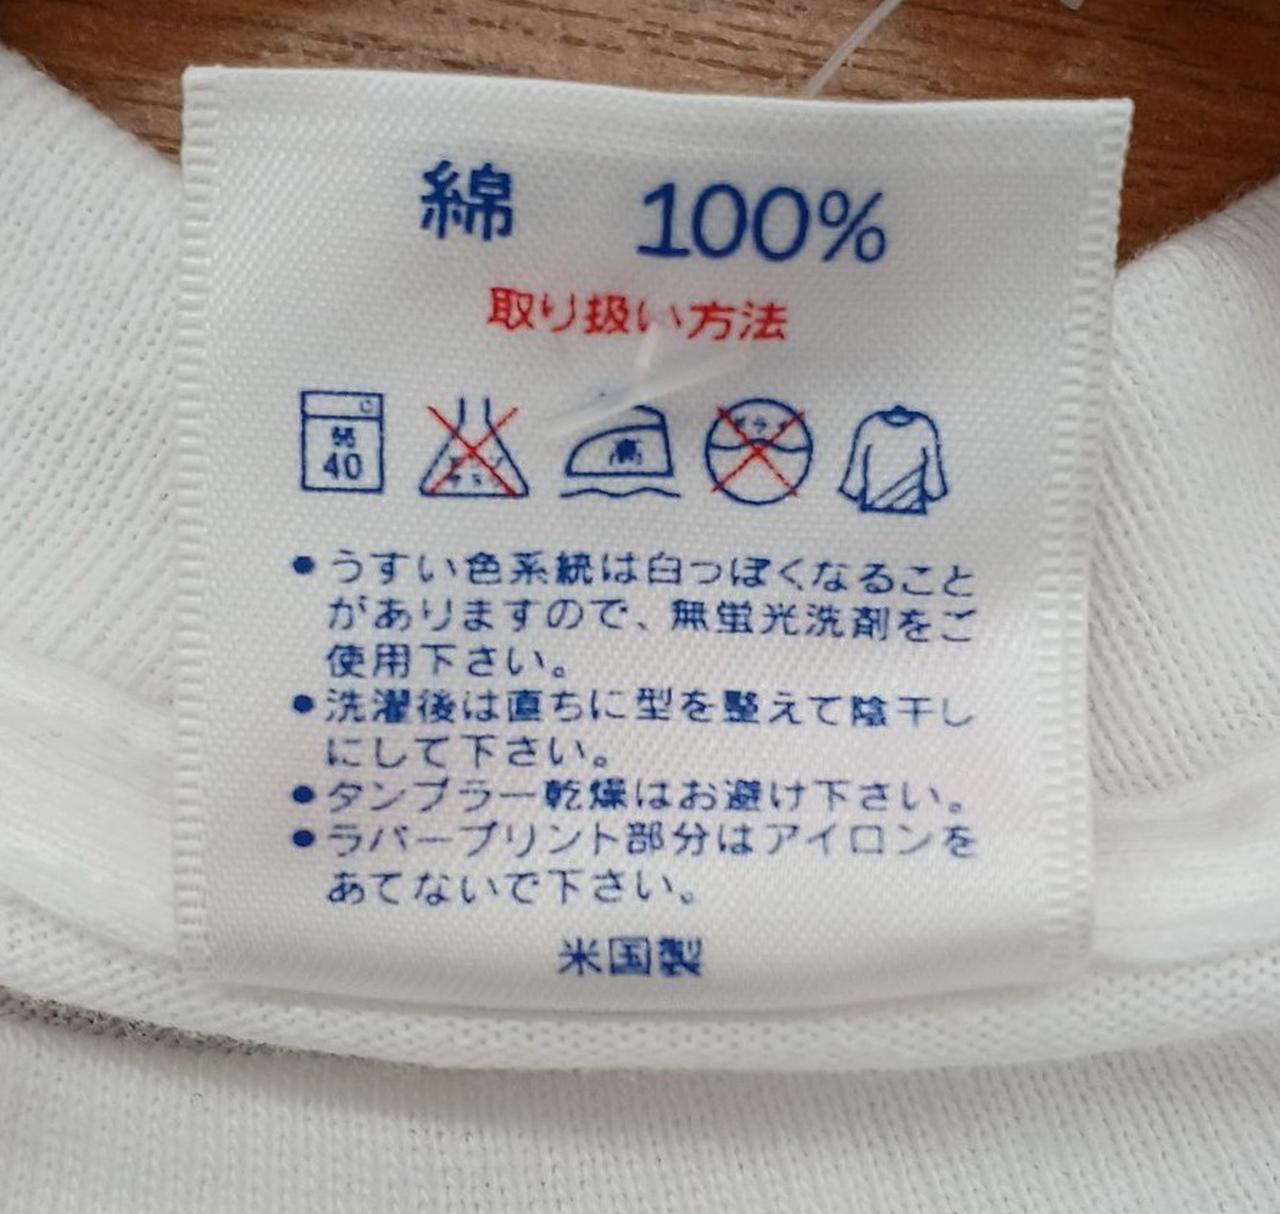 綿 100%
取り扱い方法
40
高
うすい色系統は白っぽくなること
がありますので、無蛍光洗剤をご
使用下さい。
洗濯後は直ちに型を整えて陰干し
にして下さい。
タンブラー乾燥はお避け下さい。
ラバープリント部分はアイロンを
あてないで下さい。
米国製